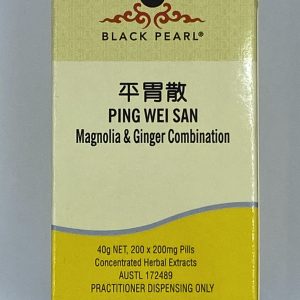 BLACK PEARL®
平胃散
PING WEI SAN
Magnolia & Ginger Combination
40g NET, 200 x 200mg Pills
Concentrated Herbal Extracts
AUSTL 172489
PRACTITIONER DISPENSING ONLY